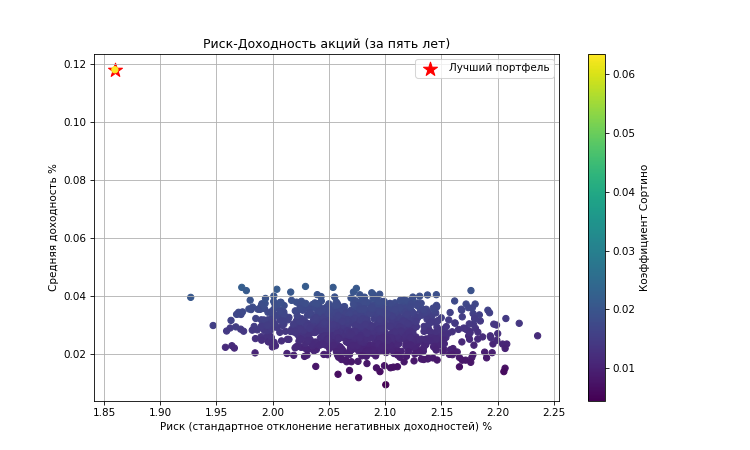 Риск-Доходность акций (за пять лет)
Лучший портфель
Средняя доходность %
0.12
0.10
0.08
0.06
0.04
0.02
1.85 1.90 1.95 2.00 2.05 2.10 2.15 2.20 2.25
Риск (стандартное отклонение негативных доходностей) %
0.06
0.05
0.04
0.03
0.02
0.01
Коэффициент Сортино